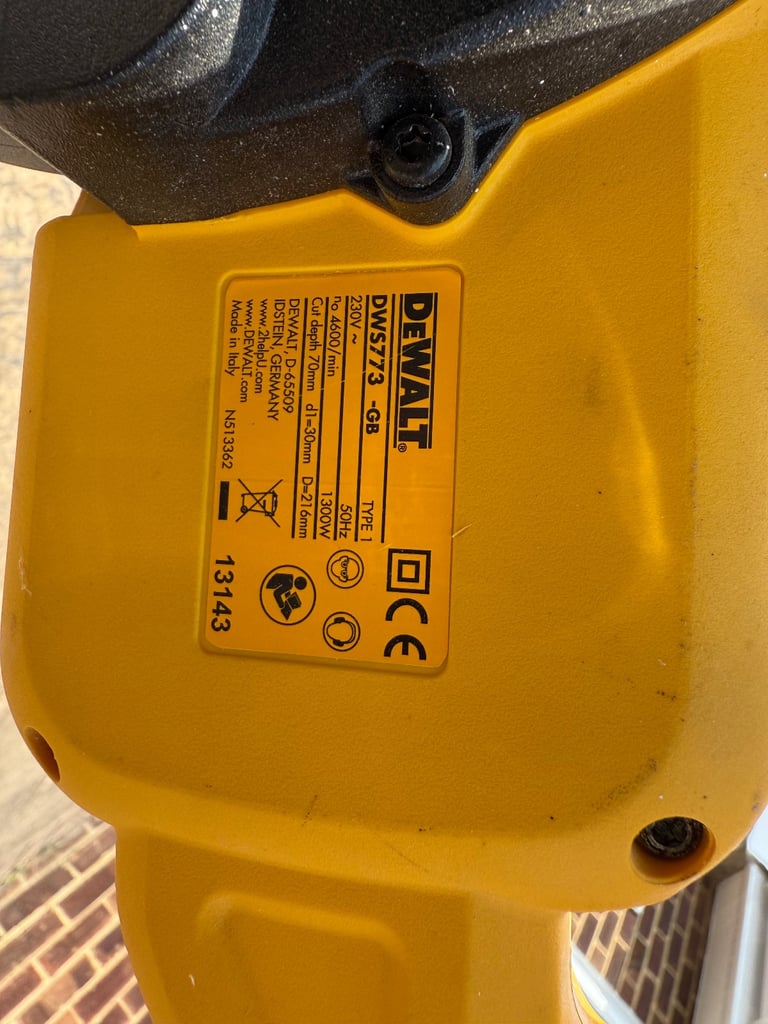 DEWALT®
DWS773 -GB TYPE 1
230V ~ 50Hz
n₀ 4600/min 1300W
Cut depth 70mm d1=30mm D=216mm
DEWALT, D-65509
IDSTEIN, GERMANY
www.2helpU.com
www.DEWALT.com
Made in Italy N513362
CE
13143